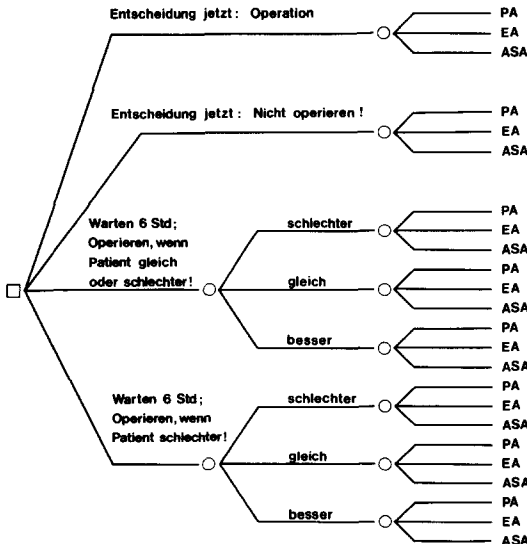 Entscheidung jetzt: Operation
PA
EA
ASA
Entscheidung jetzt: Nicht operieren!
PA
EA
ASA
Warten 6 Std;
Operieren, wenn
Patient gleich
oder schlechter!
schlechter
PA
EA
ASA
gleich
PA
EA
ASA
besser
PA
EA
ASA
Warten 6 Std;
Operieren, wenn
Patient schlechter!
schlechter
PA
EA
ASA
gleich
PA
EA
ASA
besser
PA
EA
ASA